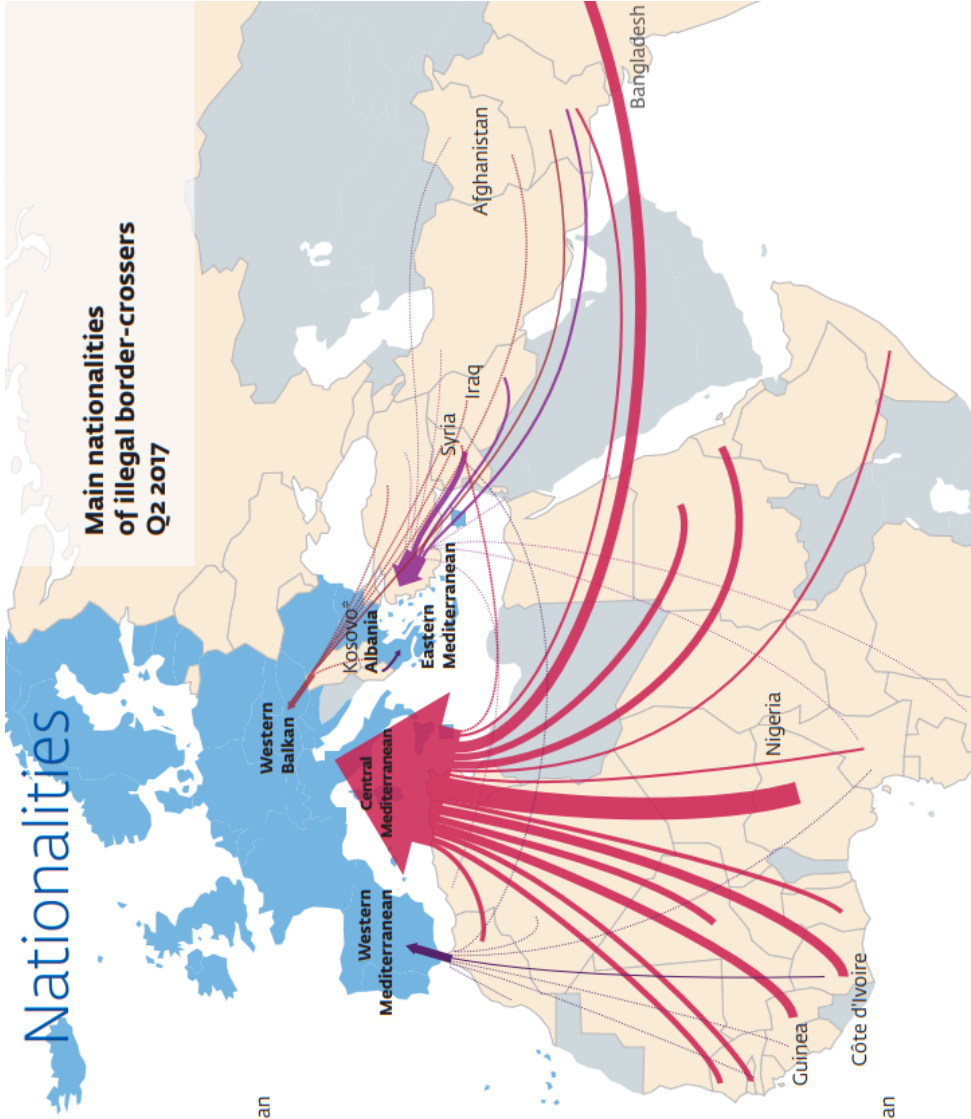 Nationalities
Main nationalities
of illegal border-crossers
Q2 2017
Western
Balkan
Kosovo*
Albania
Eastern
Mediterranean
Central
Mediterranean
Western
Mediterranean
Syria
Iraq
Afghanistan
Bangladesh
Nigeria
Guinea
Côte d'Ivoire
an
an